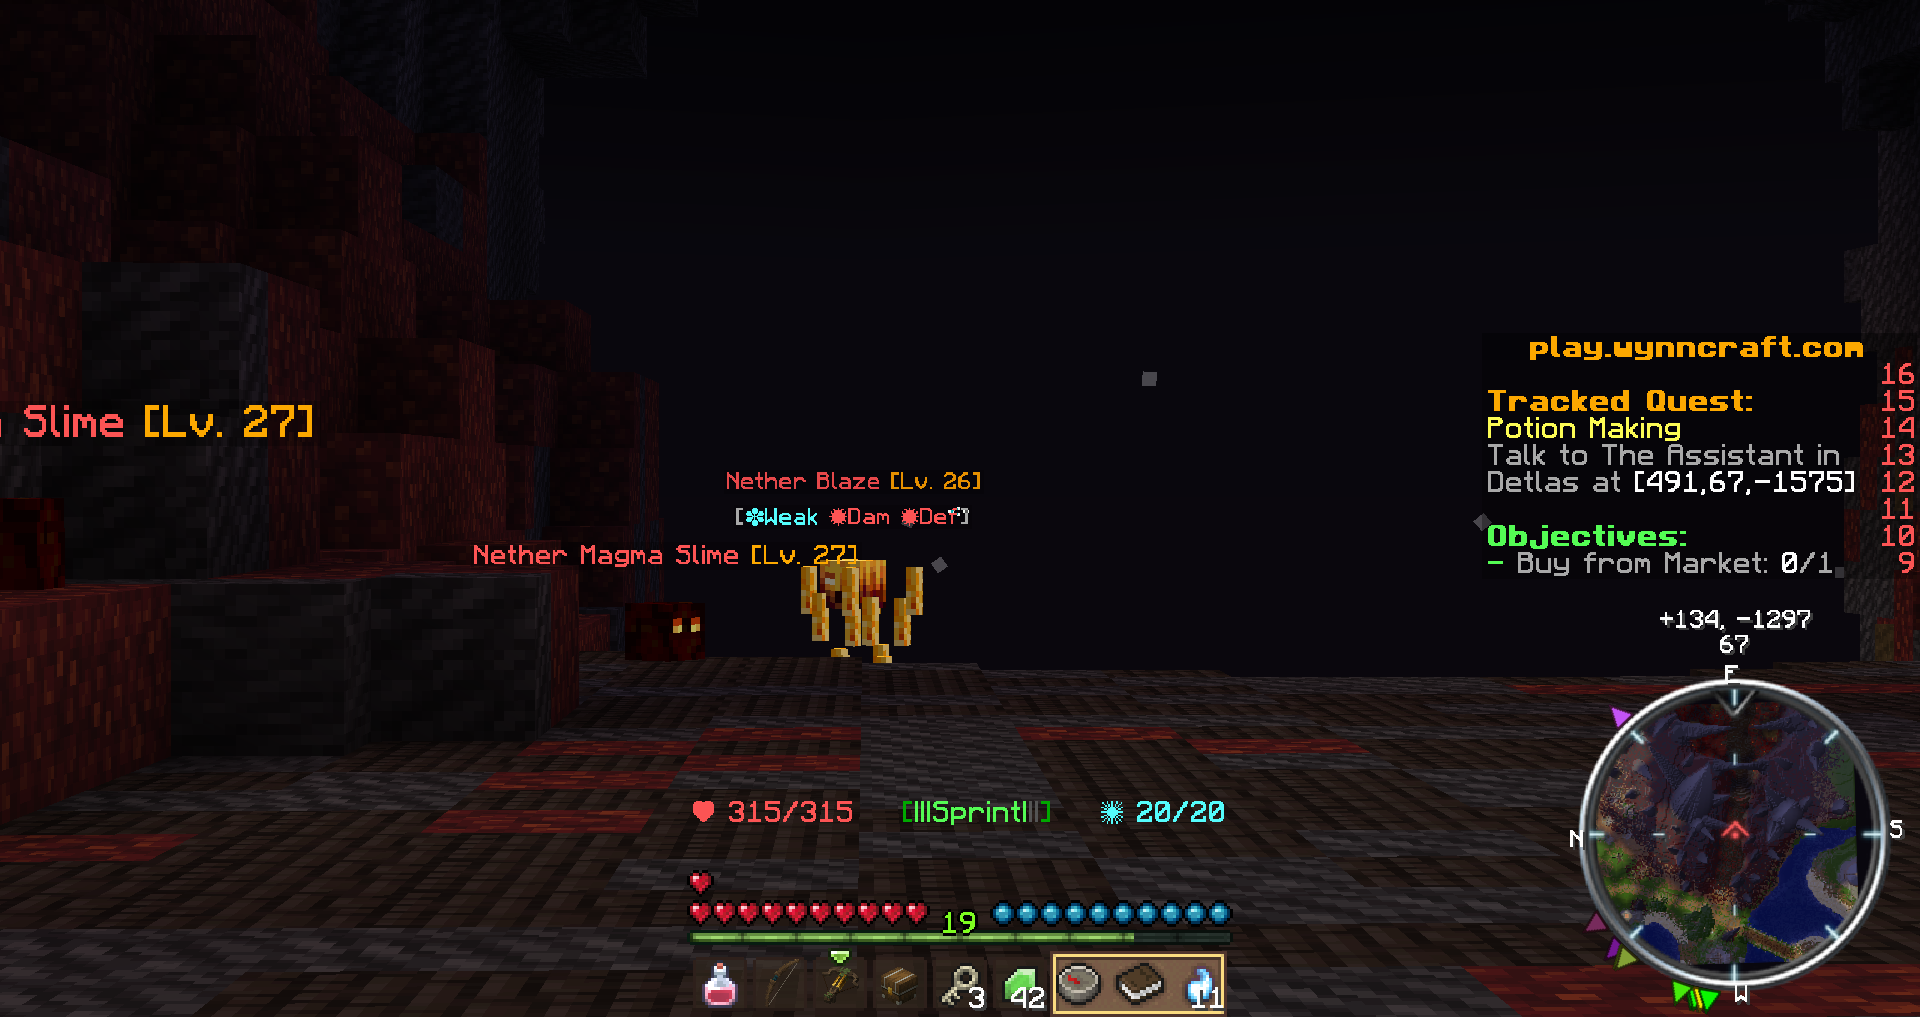 play.wynncraft.com
16
Tracked Quest: 15
Potion Making 14
Talk to The Assistant in 13
Detlas at [491,67,-1575] 12
11
Objectives: 10
- Buy from Market: 0/1 9
Slime [Lv. 27]
Nether Blaze [Lv. 26]
[❇Weak ✹Dam ✹Def]
Nether Magma Slime [Lv. 27]
+134, -1297
67
E
N
S
W
315/315 [|||Sprint|||] 20/20
19
3
42
11